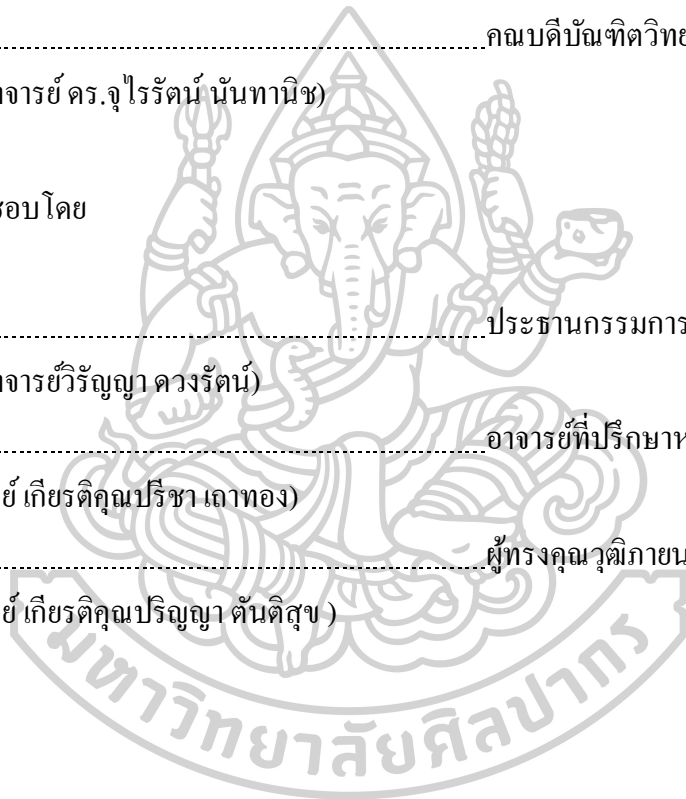 คณบดีบัณฑิตวิทย
าจารย์ ดร.จุไรรัตน์ นันทานิช)
สอบโดย
ประธานกรรมการ
าจารย์วิรัญญา ดวงรัตน์)
อาจารย์ที่ปรึกษาห
ย์ เกียรติคุณปรีชา เถาทอง)
ผู้ทรงคุณวุฒิภายน
ย์ เกียรติคุณปริญญา ตันติสุข )
มหาวิทยาลัยศิลปากร